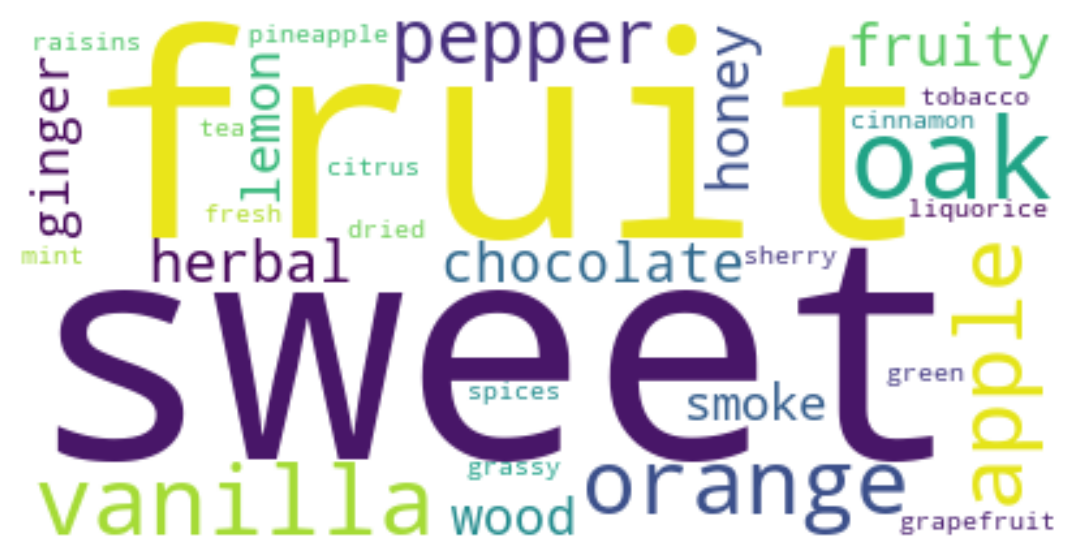 raisins
pineapple
pepper
fruity
fruit
ginger
lemon
honey
tobacco
cinnamon
tea
oak
citrus
fresh
liquorice
dried
mint
herbal
chocolate
sherry
sweet
apple
green
spices
smoke
vanilla
grassy
orange
wood
grapefruit